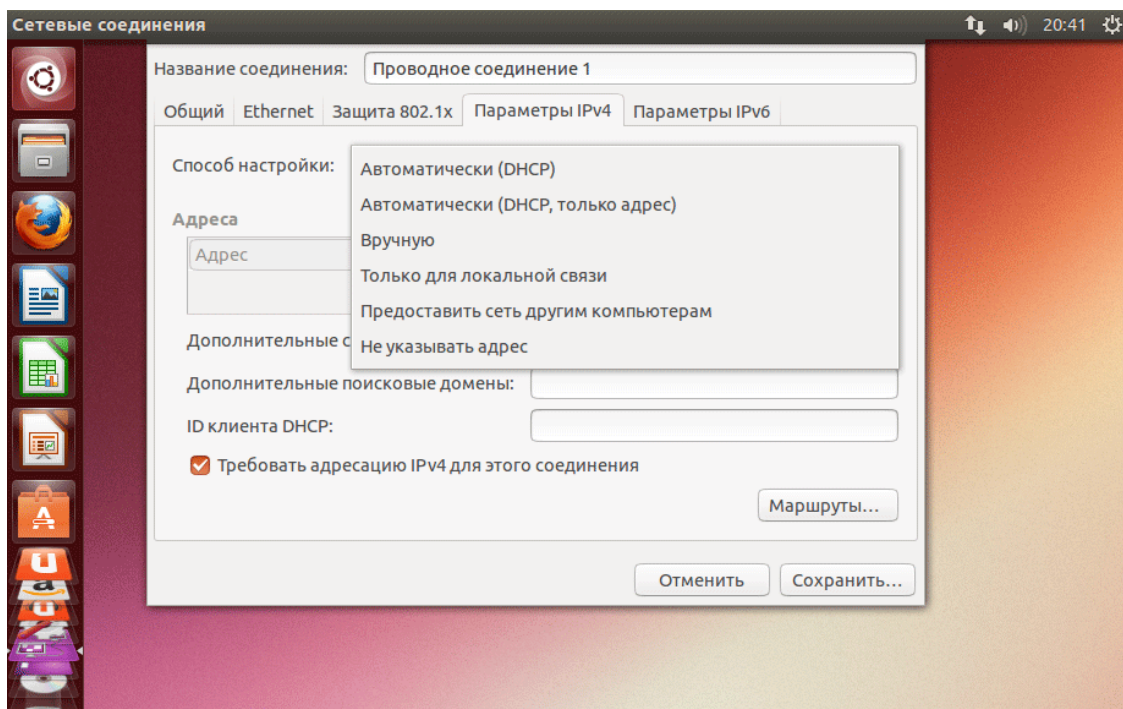 Сетевые соединения 20:41
Название соединения: Проводное соединение 1
Общий Ethernet Защита 802.1x Параметры IPv4 Параметры IPv6
Способ настройки:
Автоматически (DHCP)
Автоматически (DHCP, только адрес)
Адреса
Вручную
Адрес
Только для локальной связи
Предоставить сеть другим компьютерам
Дополнительные с
Не указывать адрес
Дополнительные поисковые домены:
ID клиента DHCP:
Требовать адресацию IPv4 для этого соединения
Маршруты...
Отменить Сохранить...